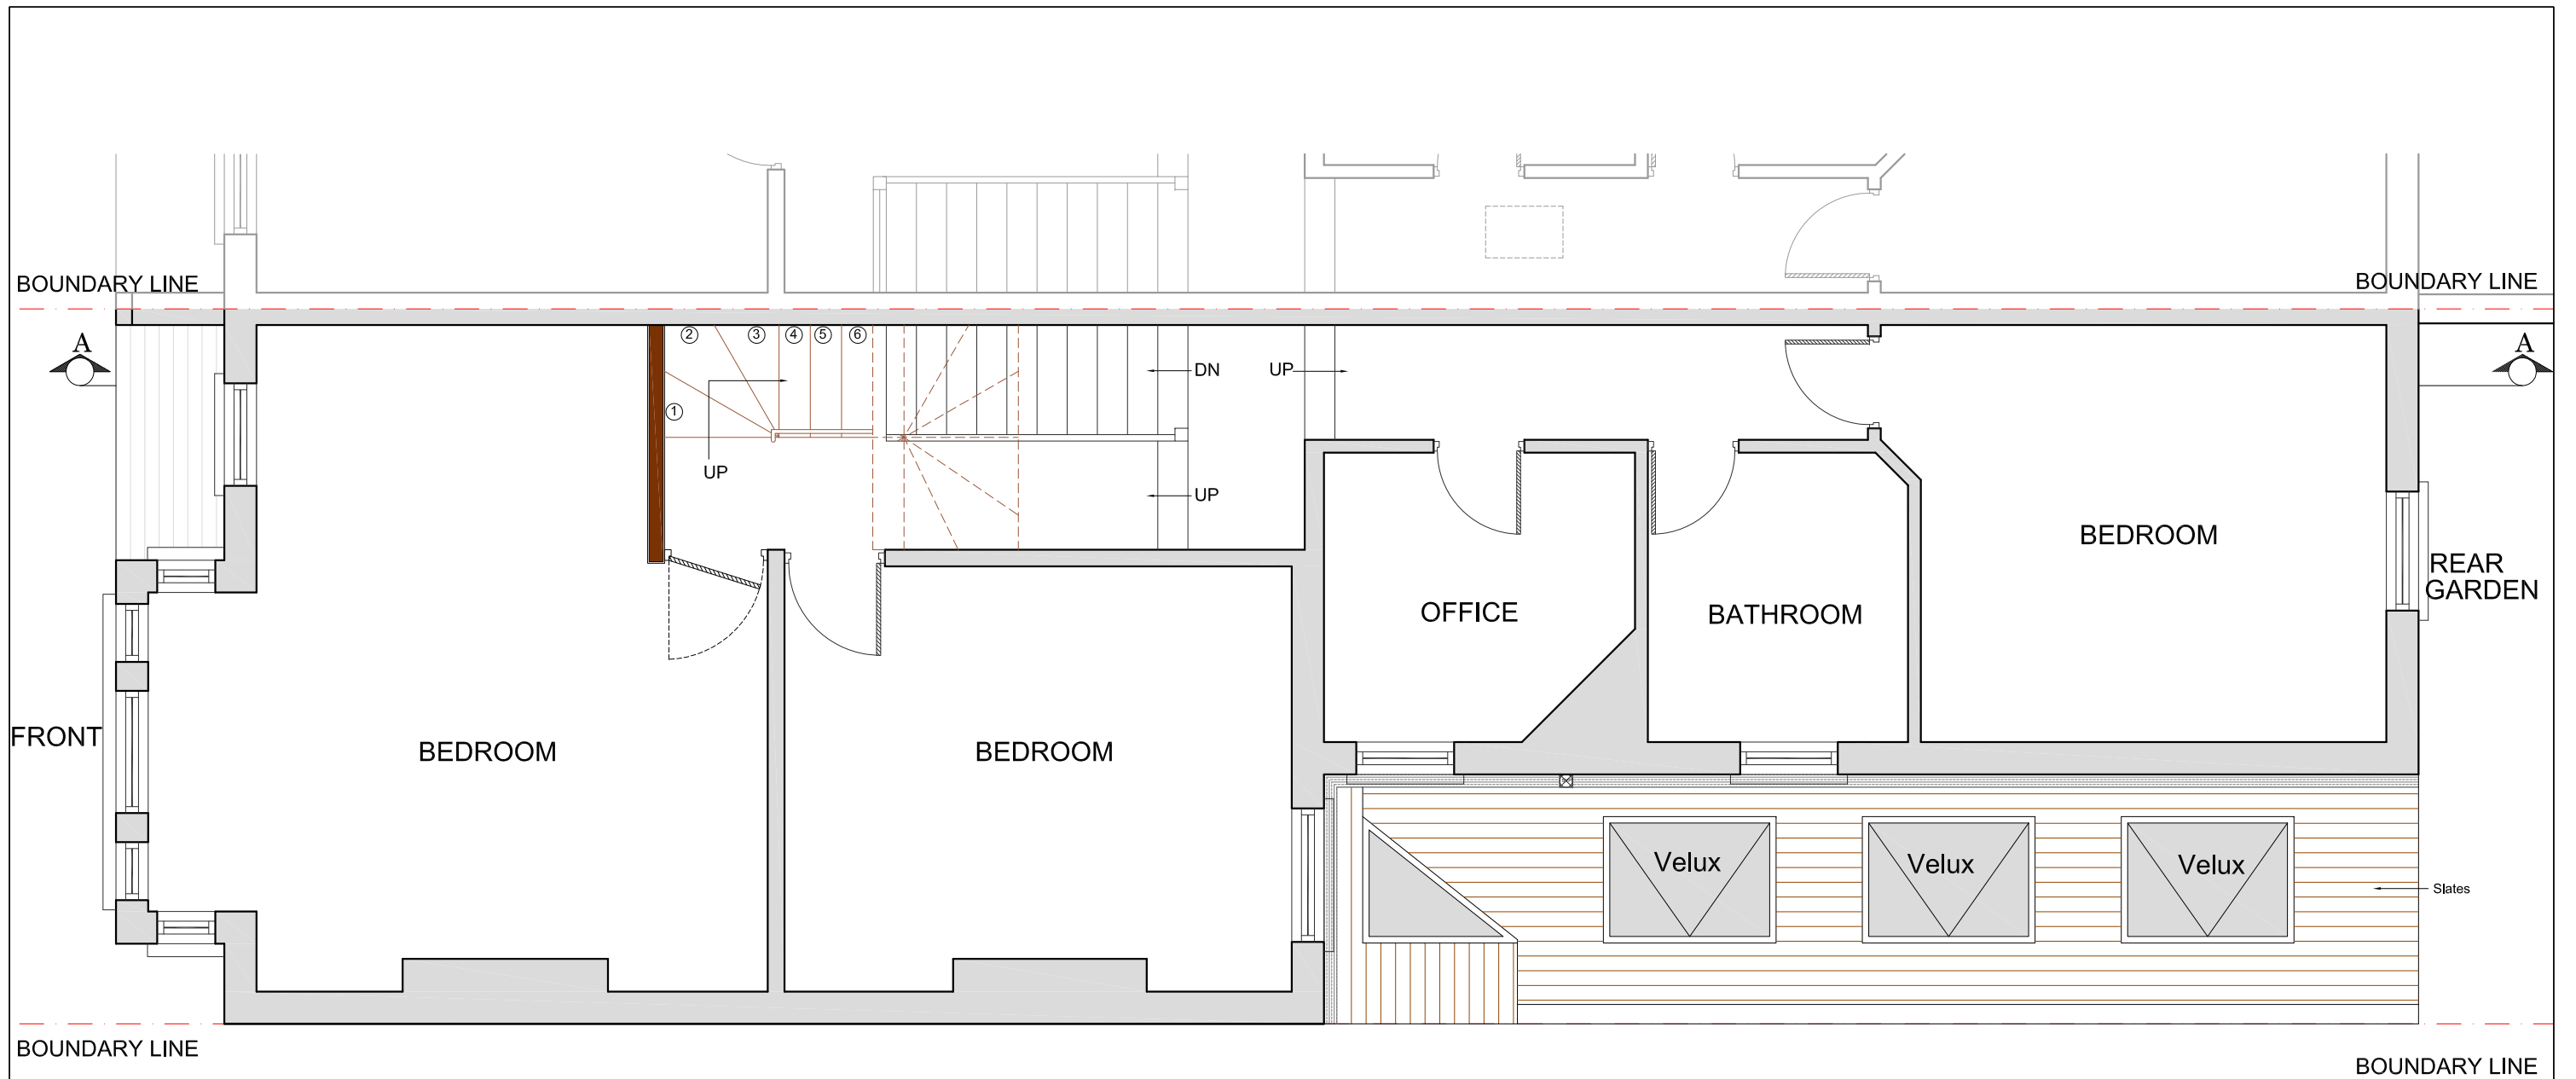 BOUNDARY LINE
BOUNDARY LINE
A
A
2
3
4
5
6
1
DN
UP
UP
UP
BEDROOM
OFFICE
BATHROOM
REAR
GARDEN
FRONT
BEDROOM
BEDROOM
Velux
Velux
Velux
Slates
BOUNDARY LINE
BOUNDARY LINE